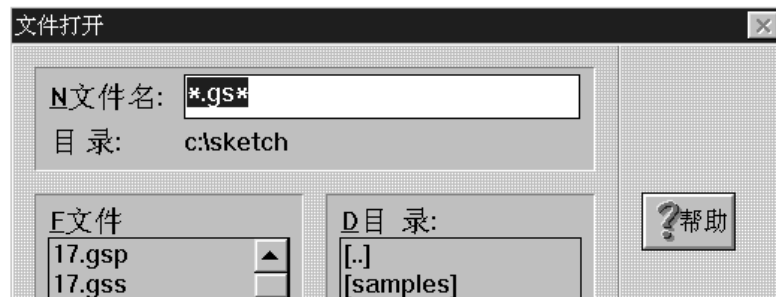 文件打开
N文件名: *.gs*
目 录: c:\sketch
F文件
D目 录:
帮助
17.gsp
[..]
17.gss
[samples]